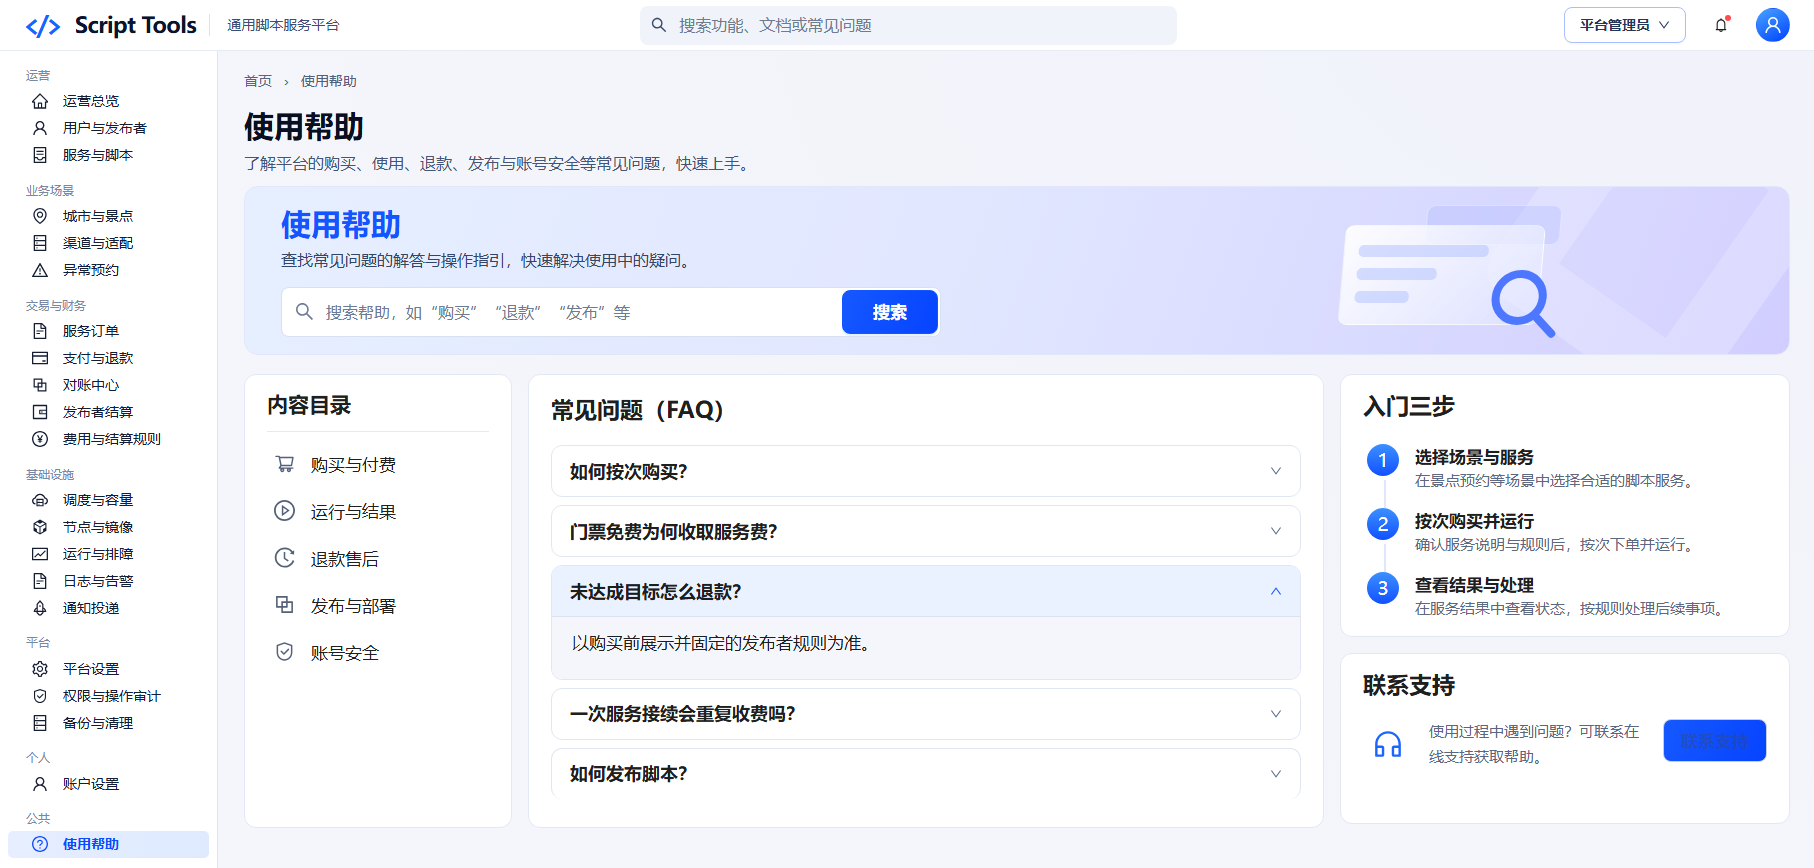 Script Tools
通用脚本服务平台
搜索功能、文档或常见问题
平台管理员
运营
运营总览
用户与发布者
服务与脚本
业务场景
城市与景点
渠道与适配
异常预约
交易与财务
服务订单
支付与退款
对账中心
发布者结算
费用与结算规则
基础设施
调度与容量
节点与镜像
运行与排障
日志与告警
通知投递
平台
平台设置
权限与操作审计
备份与清理
个人
账户设置
公共
使用帮助
首页 › 使用帮助
使用帮助
了解平台的购买、使用、退款、发布与账号安全等常见问题，快速上手。
使用帮助
查找常见问题的解答与操作指引，快速解决使用中的疑问。
搜索帮助，如“购买” “退款” “发布”等
搜索
内容目录
购买与付费
运行与结果
退款售后
发布与部署
账号安全
常见问题（FAQ）
如何按次购买？
门票免费为何收取服务费？
未达成目标怎么退款？
以购买前展示并固定的发布者规则为准。
一次服务接续会重复收费吗？
如何发布脚本？
入门三步
1
选择场景与服务
在景点预约等场景中选择合适的脚本服务。
2
按次购买并运行
确认服务说明与规则后，按次下单并运行。
3
查看结果与处理
在服务结果中查看状态，按规则处理后续事项。
联系支持
使用过程中遇到问题？可联系在
线支持获取帮助。
联系支持